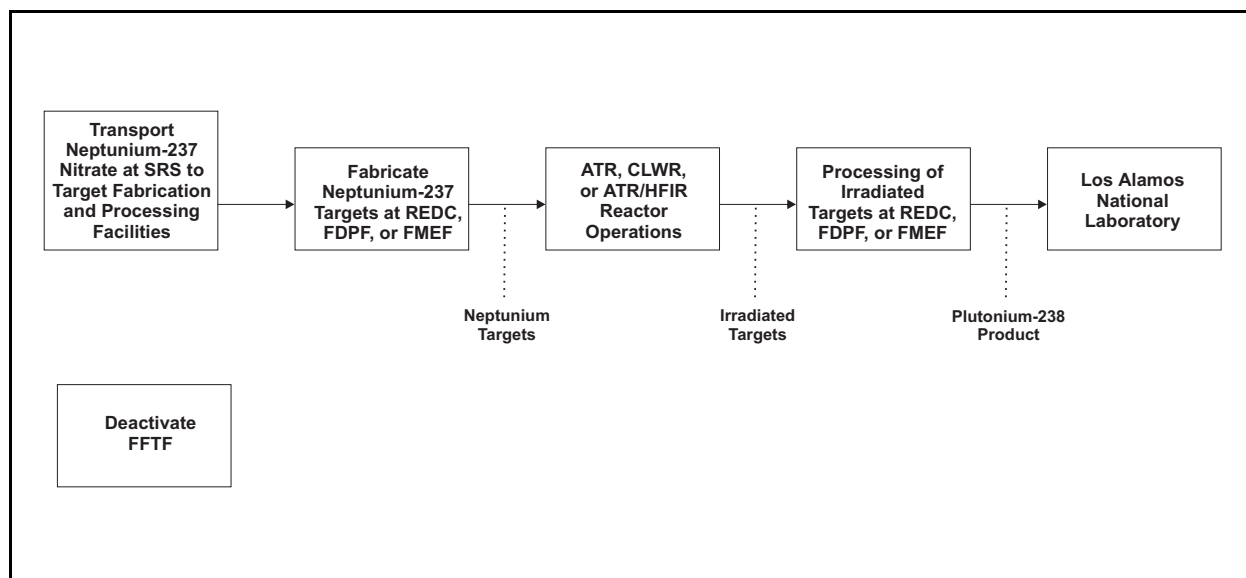 Transport
Neptunium-237
Nitrate at SRS to
Target Fabrication
and Processing
Facilities
Fabricate
Neptunium-237
Targets at REDC,
FDPF, or FMEF
ATR, CLWR,
or ATR/HFIR
Reactor
Operations
Processing of
Irradiated
Targets at REDC,
FDPF, or FMEF
Los Alamos
National
Laboratory
Neptunium
Targets
Irradiated
Targets
Plutonium-238
Product
Deactivate
FFTF